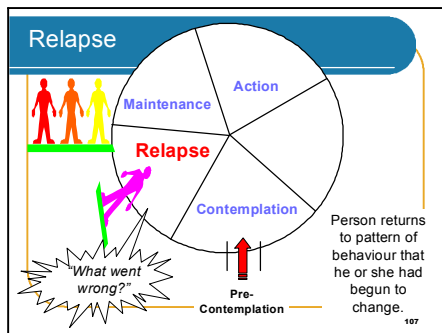 Relapse
Action
Maintenance
Relapse
Contemplation
"What went
wrong?"
Pre-
Contemplation
Person returns
to pattern of
behaviour that
he or she had
begun to
change.
107